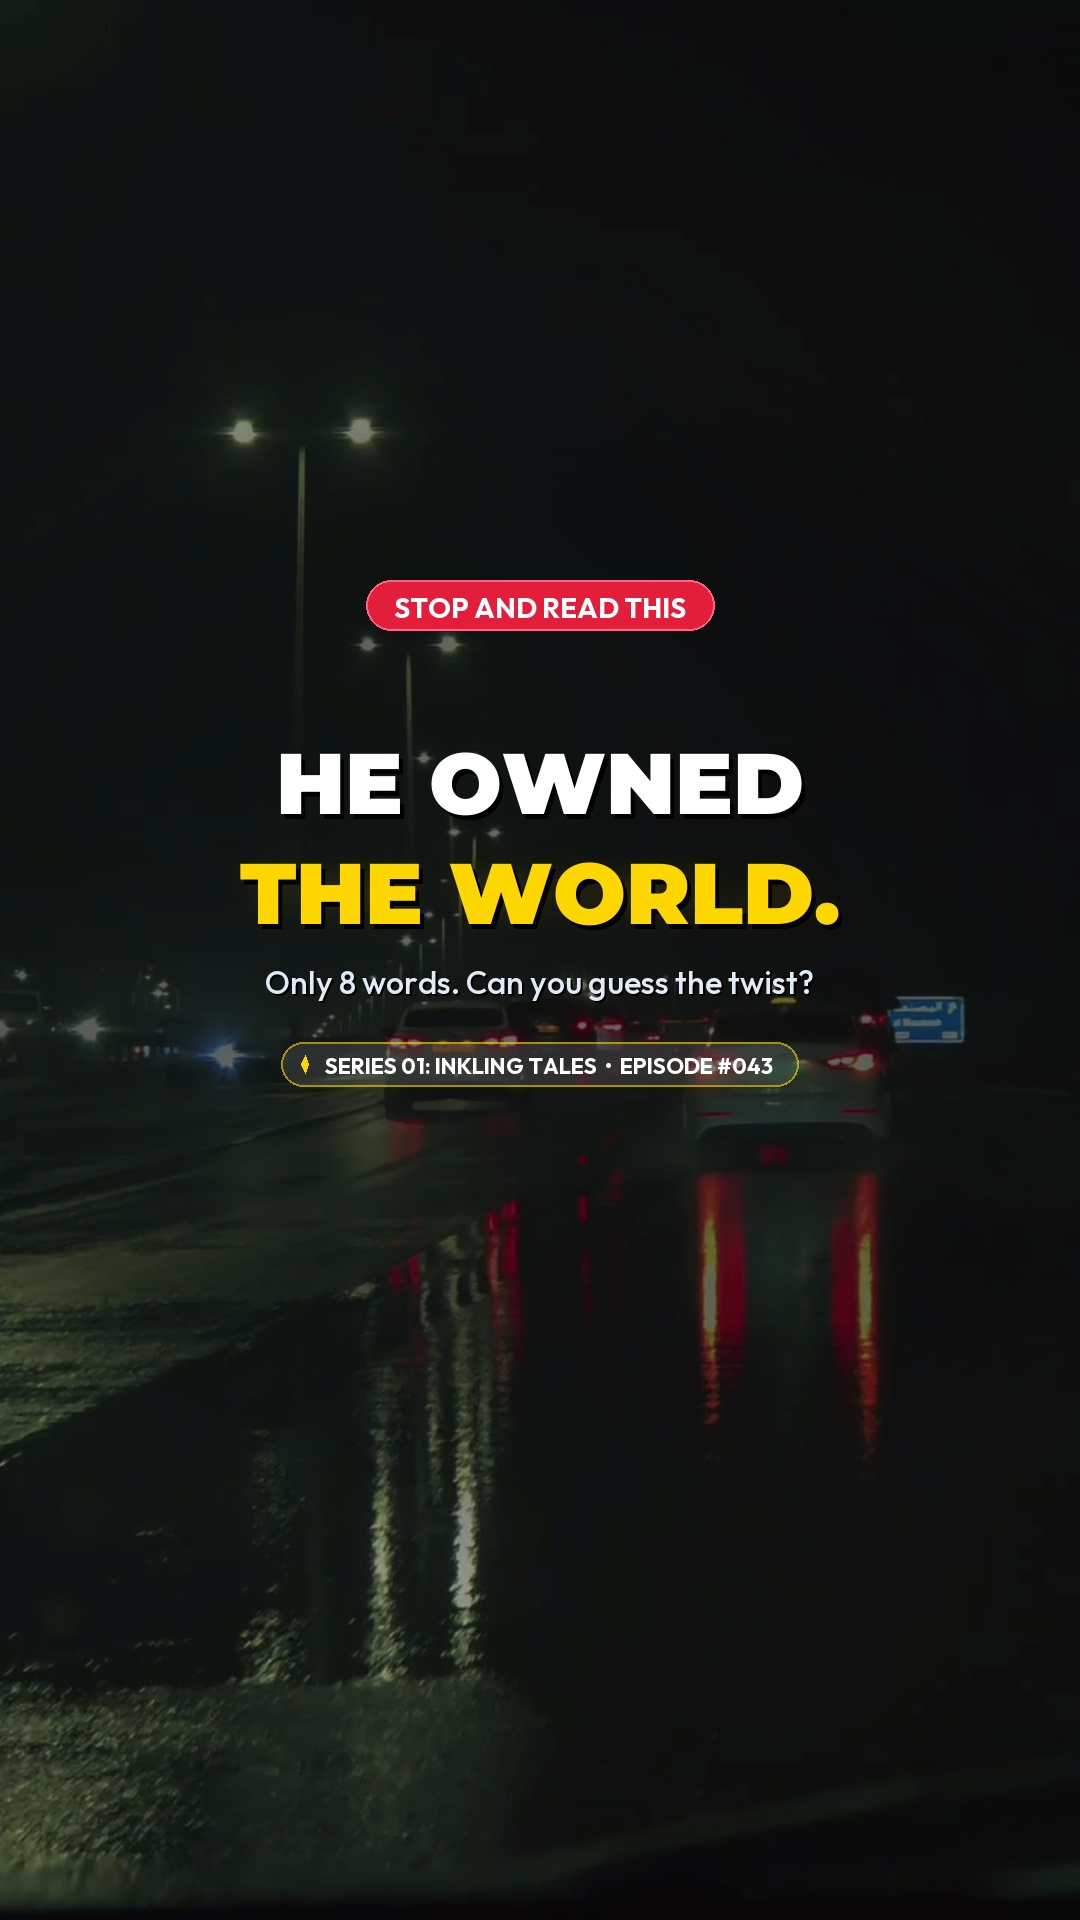 STOP AND READ THIS
HE OWNED
THE WORLD.
Only 8 words. Can you guess the twist?
SERIES 01: INKLING TALES • EPISODE #043